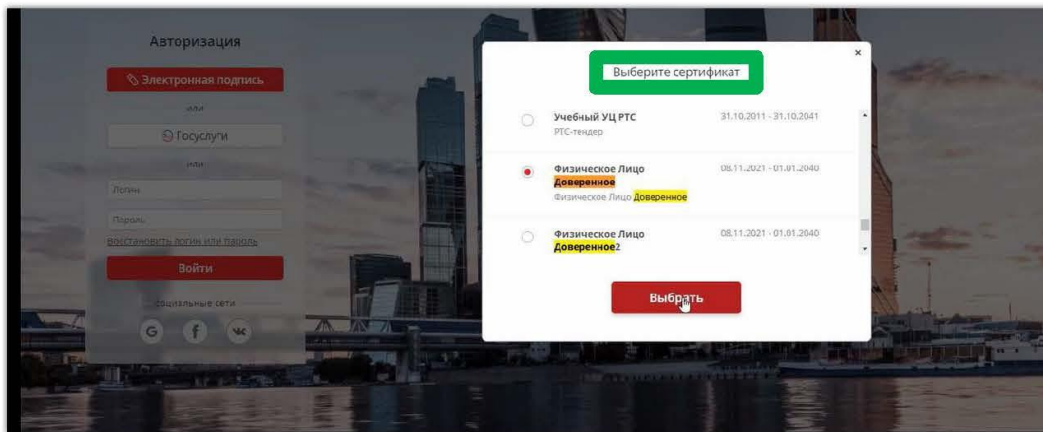 Авторизация
Электронная подпись
или
Госуслуги
или
Логин
Пароль
Восстановить логин или пароль
Войти
социальные сети
G f
×
Выберите сертификат
Учебный УЦ РТС 31.10.2011 - 31.10.2041
РТС-тендер
Физическое Лицо 08.11.2021 - 01.01.2040
Доверенное
Физическое Лицо Доверенное
Физическое Лицо 08.11.2021 - 01.01.2040
Доверенное2
Выбрать